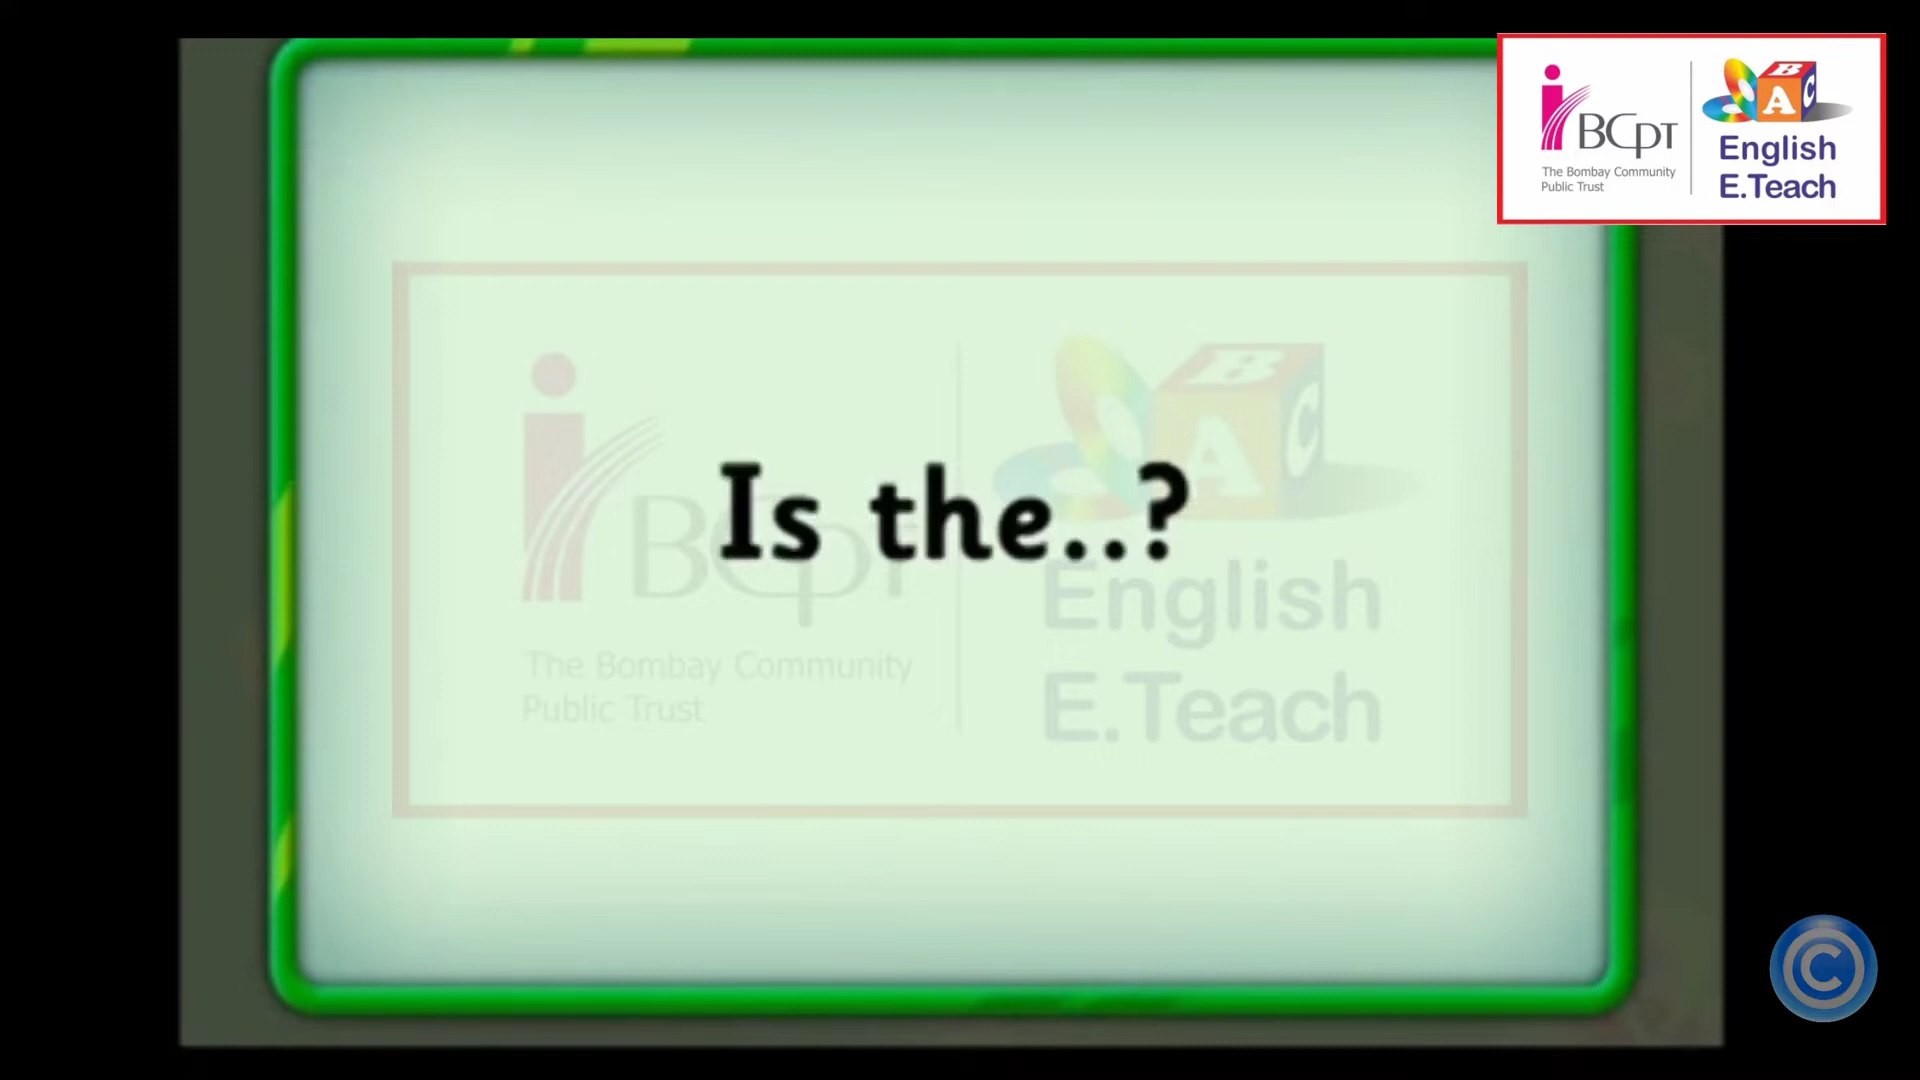 BCPT
The Bombay Community
Public Trust
B
A
C
English
E.Teach
Is the..?
B
A
C
BCPT
English
The Bombay Community
Public Trust
E.Teach
©